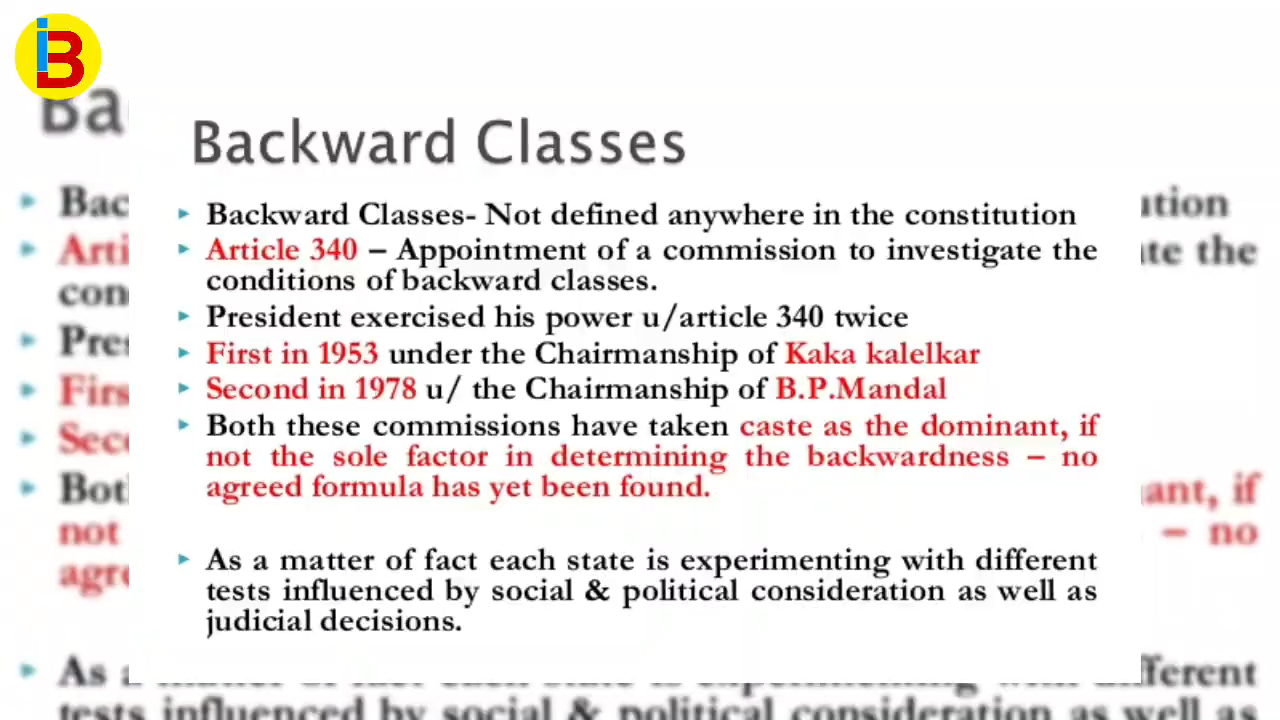 iB
Backward Classes
Backward Classes- Not defined anywhere in the constitution
Article 340 – Appointment of a commission to investigate the
conditions of backward classes.
President exercised his power u/article 340 twice
First in 1953 under the Chairmanship of Kaka kalelkar
Second in 1978 u/ the Chairmanship of B.P.Mandal
Both these commissions have taken caste as the dominant, if
not the sole factor in determining the backwardness – no
agreed formula has yet been found.
As a matter of fact each state is experimenting with different
tests influenced by social & political consideration as well as
judicial decisions.